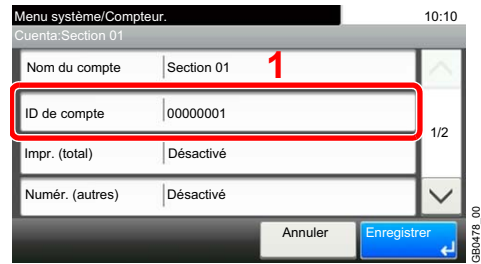 Menu système/Compteur. 10:10
Cuenta:Section 01
Nom du compte Section 01 1
ID de compte 00000001
1/2
Impr. (total) Désactivé
Numér. (autres) Désactivé
Annuler Enregistrer
GB0478_00